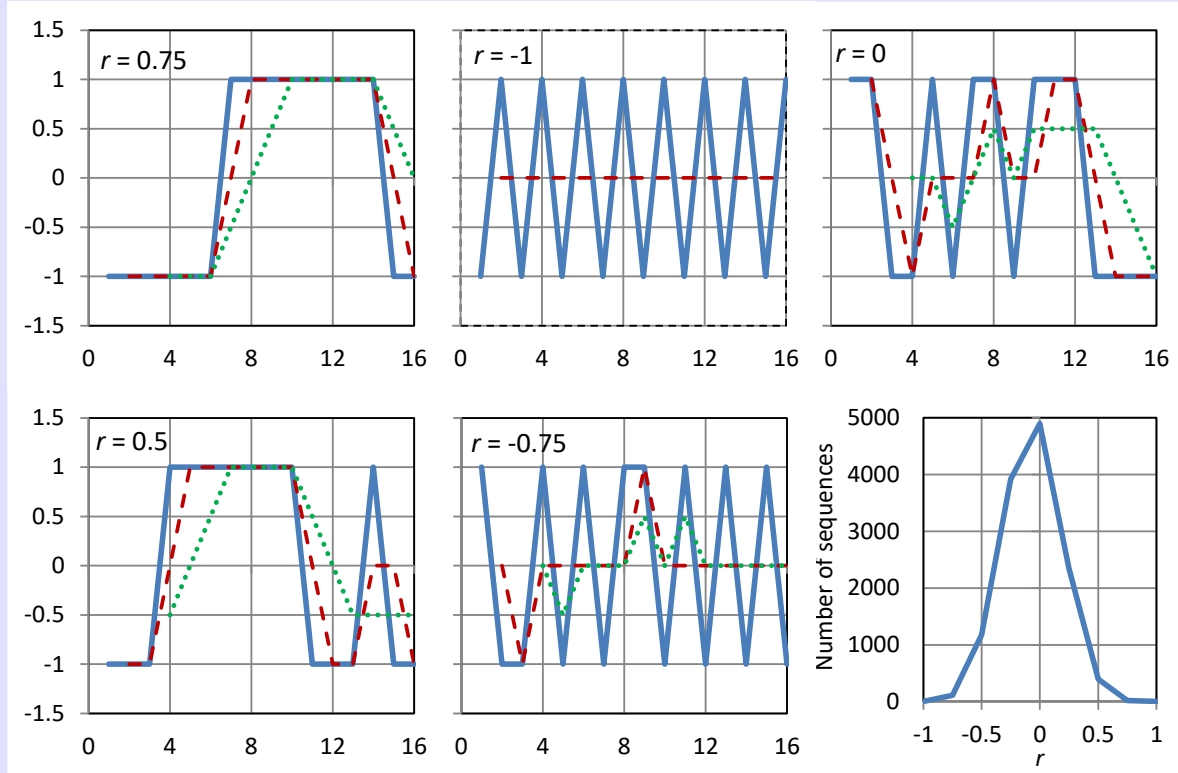 1.5
1
0.5
0
-0.5
-1
-1.5
0 4 8 12 16
r = 0.75
0 4 8 12 16
r = -1
0 4 8 12 16
r = 0
1.5
1
0.5
0
-0.5
-1
-1.5
0 4 8 12 16
r = 0.5
0 4 8 12 16
r = -0.75
Number of sequences
5000
4000
3000
2000
1000
0
-1 -0.5 0 0.5 1
r